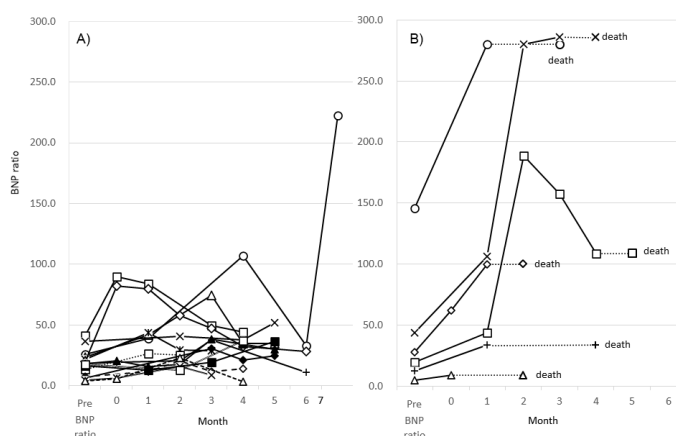 A)
BNP ratio
300.0
250.0
200.0
150.0
100.0
50.0
0.0
Pre BNP ratio
0 1 2 3 4 5 6 7
Month
B)
300.0
250.0
200.0
150.0
100.0
50.0
0.0
death
death
death
death
death
death
Pre BNP ratio
0 1 2 3 4 5 6
Month